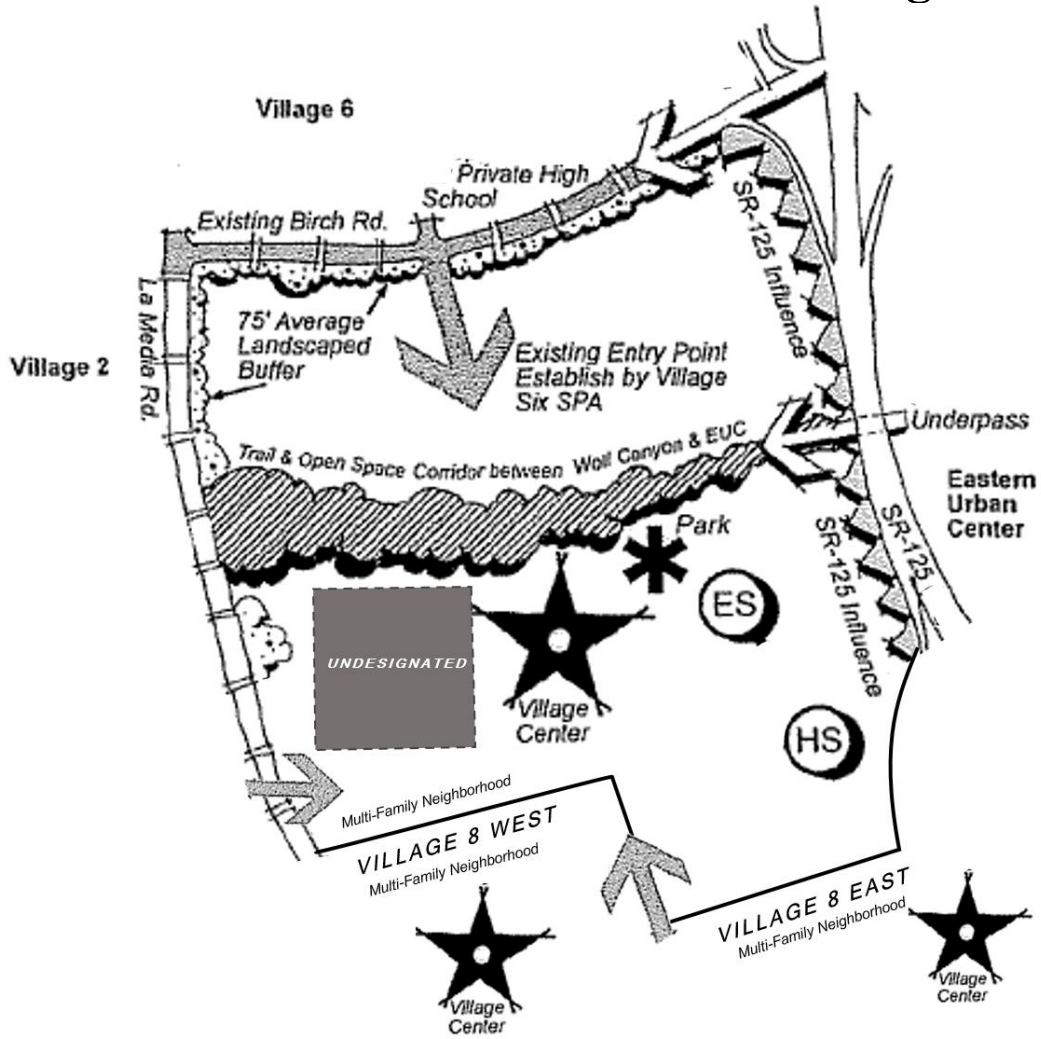 g
Village 6
Private High
School
Existing Birch Rd.
La Media Rd.
75' Average
Landscaped
Buffer
SR-125 Influence
Village 2
Existing Entry Point
Establish by Village
Six SPA
Underpass
Trail & Open Space Corridor between Wolf Canyon & EUC
Eastern
Urban
Center
Park
SR-125
SR-125 Influence
ES
UNDESIGNATED
Village
Center
HS
Multi-Family Neighborhood
VILLAGE 8 WEST
Multi-Family Neighborhood
VILLAGE 8 EAST
Multi-Family Neighborhood
Village
Center
Village
Center